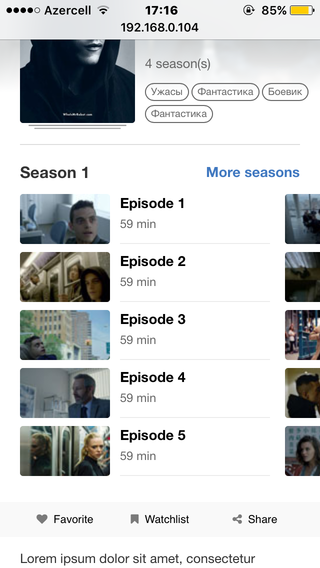 Azercell 17:16 85%
192.168.0.104
4 season(s)
Ужасы Фантастика Боевик
Фантастика
Season 1 More seasons
Episode 1
59 min
Episode 2
59 min
Episode 3
59 min
Episode 4
59 min
Episode 5
59 min
Favorite Watchlist Share
Lorem ipsum dolor sit amet, consectetur